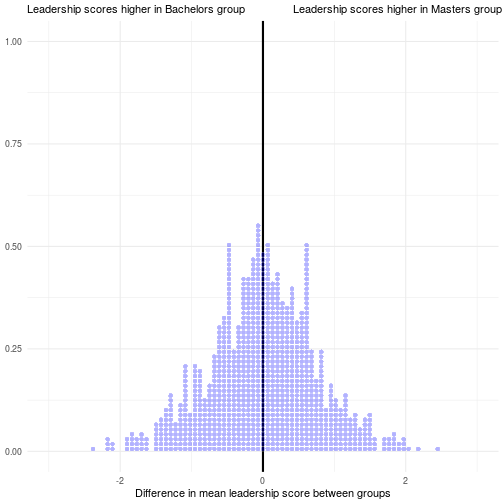 Leadership scores higher in Bachelors group Leadership scores higher in Masters group
1.00
0.75
0.50
0.25
0.00
-2 0 2
Difference in mean leadership score between groups